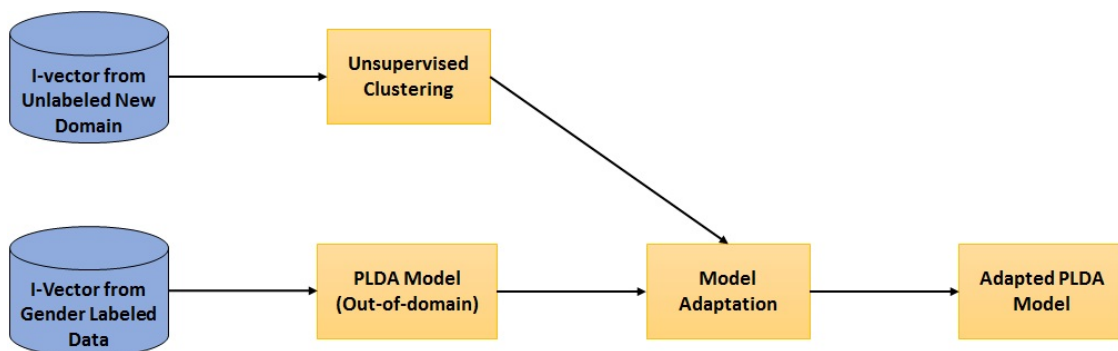 I-vector from
Unlabeled New
Domain
Unsupervised
Clustering
I-Vector from
Gender Labeled
Data
PLDA Model
(Out-of-domain)
Model
Adaptation
Adapted PLDA
Model